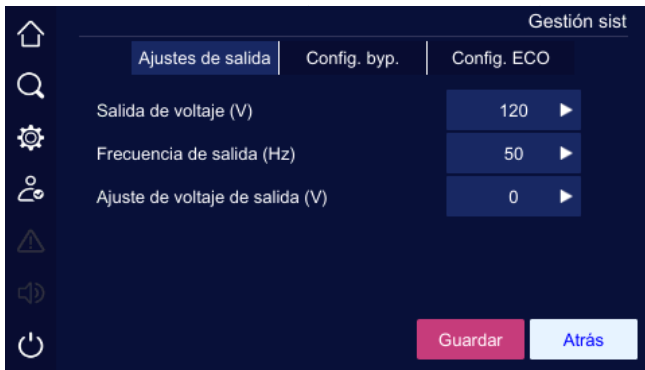 Gestión sist
Ajustes de salida Config. byp. Config. ECO
Salida de voltaje (V) 120
Frecuencia de salida (Hz) 50
Ajuste de voltaje de salida (V) 0
Guardar Atrás